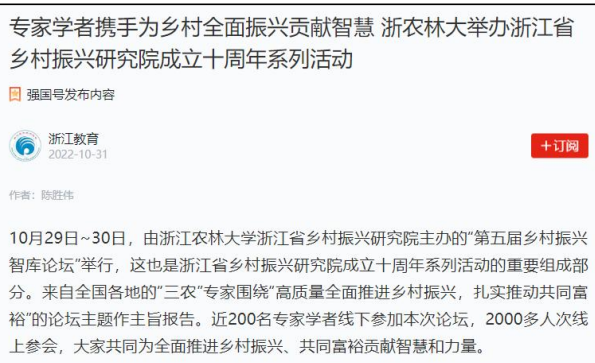 专家学者携手为乡村全面振兴贡献智慧 浙农林大举办浙江省
乡村振兴研究院成立十周年系列活动
强国号发布内容
浙江教育
2022-10-31
＋订阅
作者：陈胜伟
10月29日~30日，由浙江农林大学浙江省乡村振兴研究院主办的“第五届乡村振兴
智库论坛”举行，这也是浙江省乡村振兴研究院成立十周年系列活动的重要组成部
分。来自全国各地的“三农”专家围绕“高质量全面推进乡村振兴，扎实推动共同富
裕”的论坛主题作主旨报告。近200名专家学者线下参加本次论坛，2000多人次线
上参会，大家共同为全面推进乡村振兴、共同富裕贡献智慧和力量。